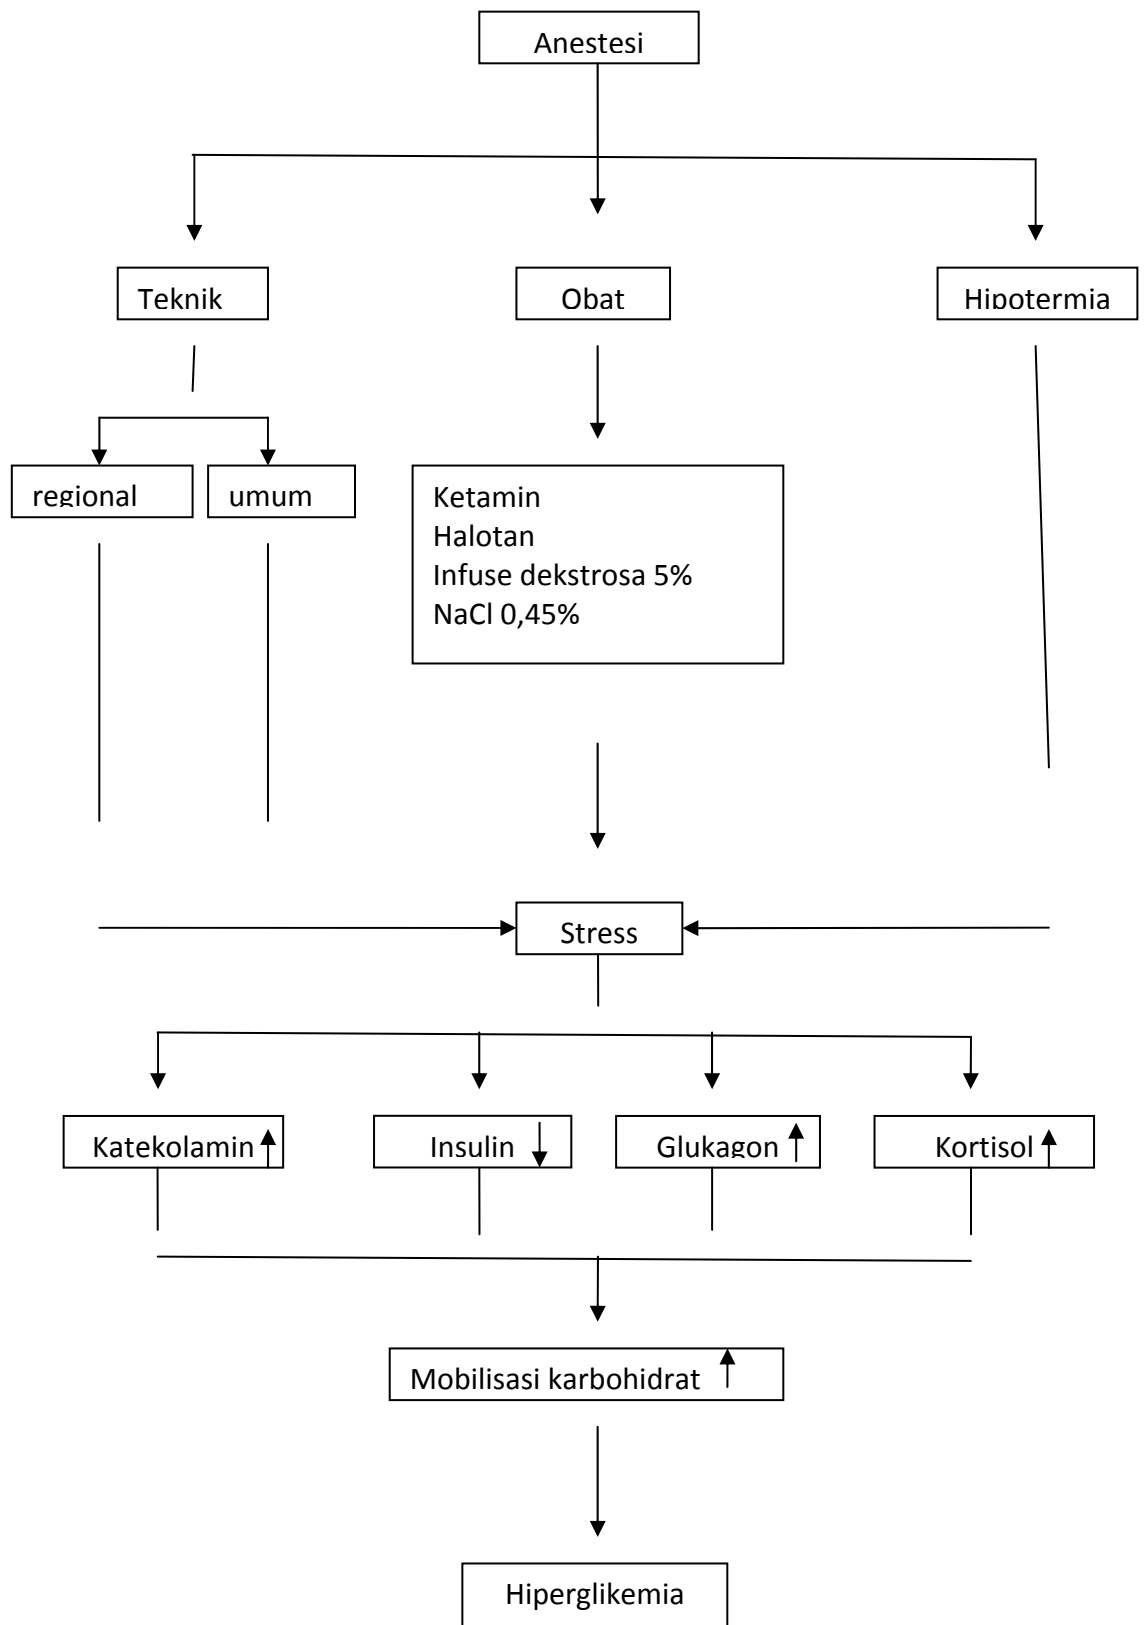 Anestesi
Teknik
Obat
Hipotermia
regional
umum
Ketamin
Halotan
Infuse dekstrosa 5%
NaCl 0,45%
Stress
Katekolamin
Insulin
Glukagon
Kortisol
Mobilisasi karbohidrat
Hiperglikemia